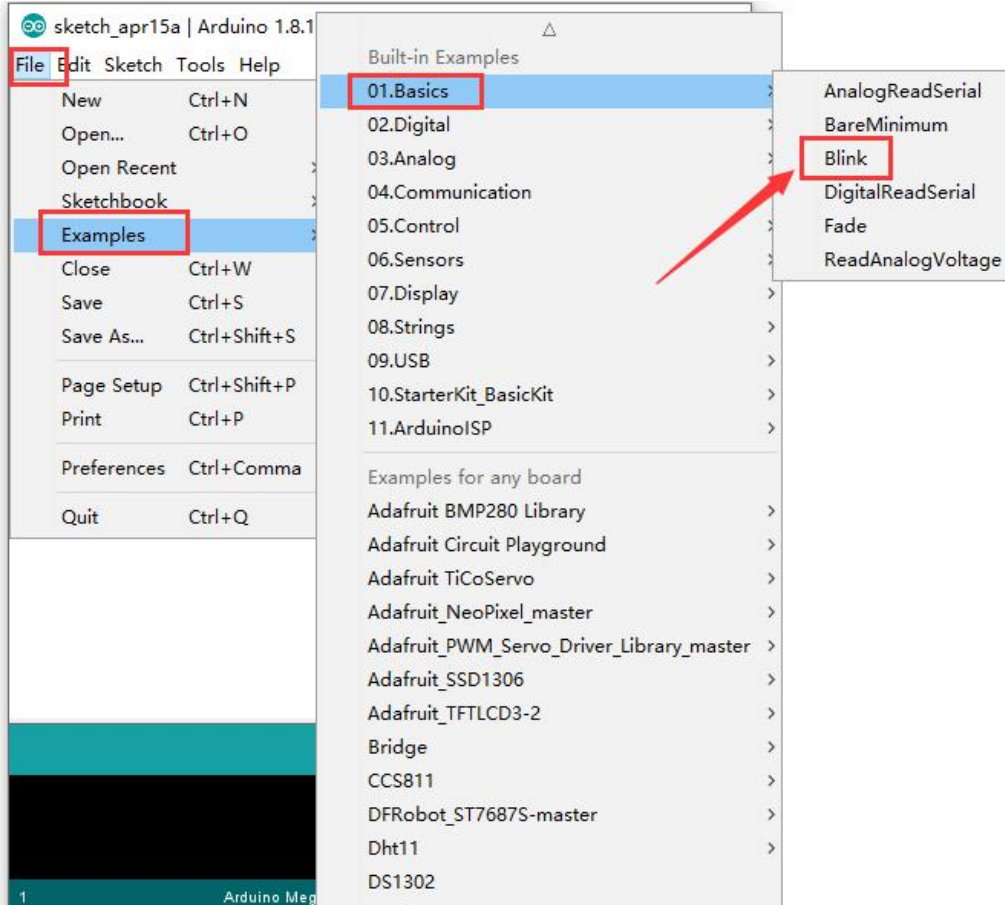 sketch_apr15a | Arduino 1.8.1
File Edit Sketch Tools Help
New Ctrl+N
Open... Ctrl+O
Open Recent
Sketchbook
Examples
Close Ctrl+W
Save Ctrl+S
Save As... Ctrl+Shift+S
Page Setup Ctrl+Shift+P
Print Ctrl+P
Preferences Ctrl+Comma
Quit Ctrl+Q
Built-in Examples
01.Basics
02.Digital
03.Analog
04.Communication
05.Control
06.Sensors
07.Display
08.Strings
09.USB
10.StarterKit_BasicKit
11.ArduinoISP
Examples for any board
Adafruit BMP280 Library
Adafruit Circuit Playground
Adafruit TiCoServo
Adafruit_NeoPixel_master
Adafruit_PWM_Servo_Driver_Library_master
Adafruit_SSD1306
Adafruit_TFTLCD3-2
Bridge
CCS811
DFRobot_ST7687S-master
Dht11
DS1302
AnalogReadSerial
BareMinimum
Blink
DigitalReadSerial
Fade
ReadAnalogVoltage
1 Arduino Meg